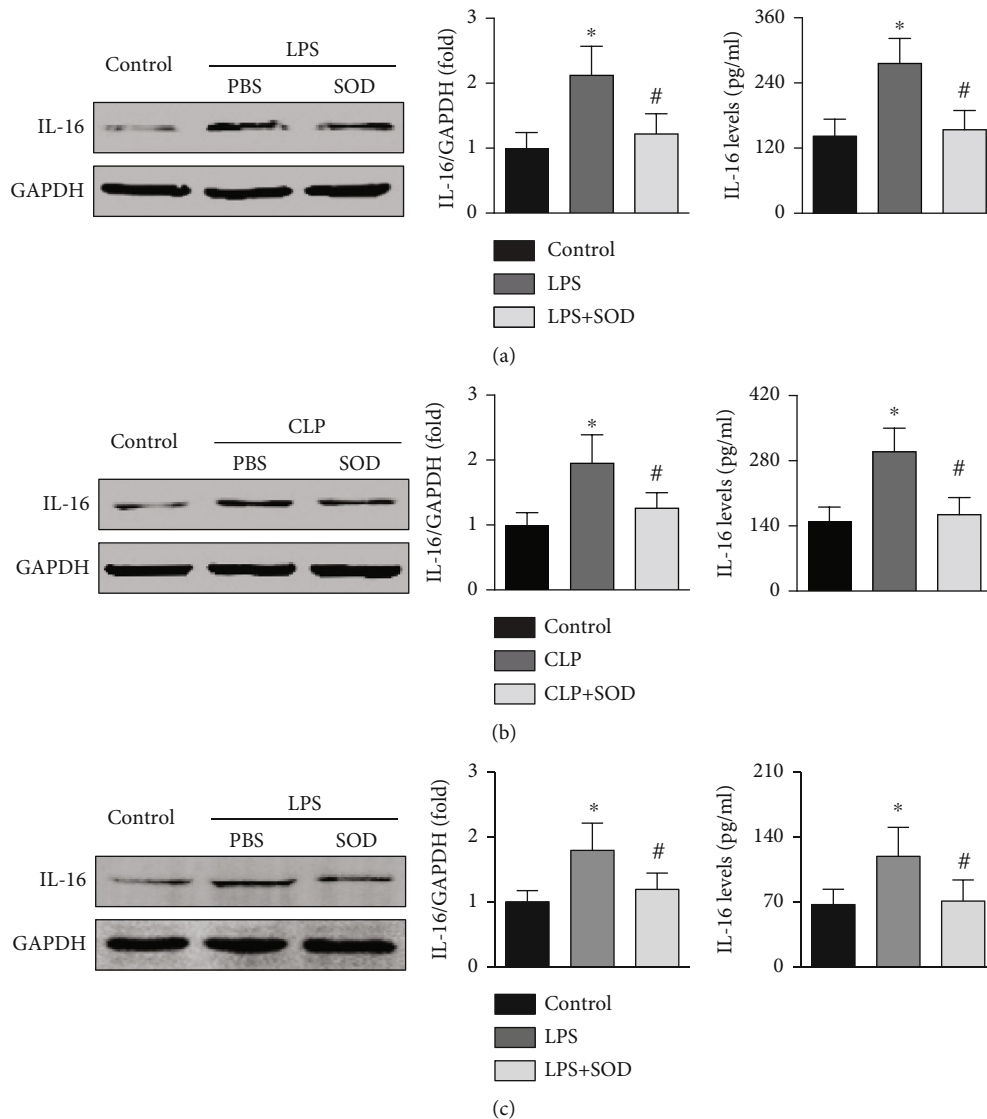 Control
LPS
PBS SOD
IL-16
GAPDH
IL-16/GAPDH (fold)
3
2
1
0
*
#
IL-16 levels (pg/ml)
360
240
120
0
*
#
Control
LPS
LPS+SOD
(a)
Control
CLP
PBS SOD
IL-16
GAPDH
IL-16/GAPDH (fold)
3
2
1
0
*
#
IL-16 levels (pg/ml)
420
280
140
0
*
#
Control
CLP
CLP+SOD
(b)
Control
LPS
PBS SOD
IL-16
GAPDH
IL-16/GAPDH (fold)
3
2
1
0
*
#
IL-16 levels (pg/ml)
210
140
70
0
*
#
Control
LPS
LPS+SOD
(c)